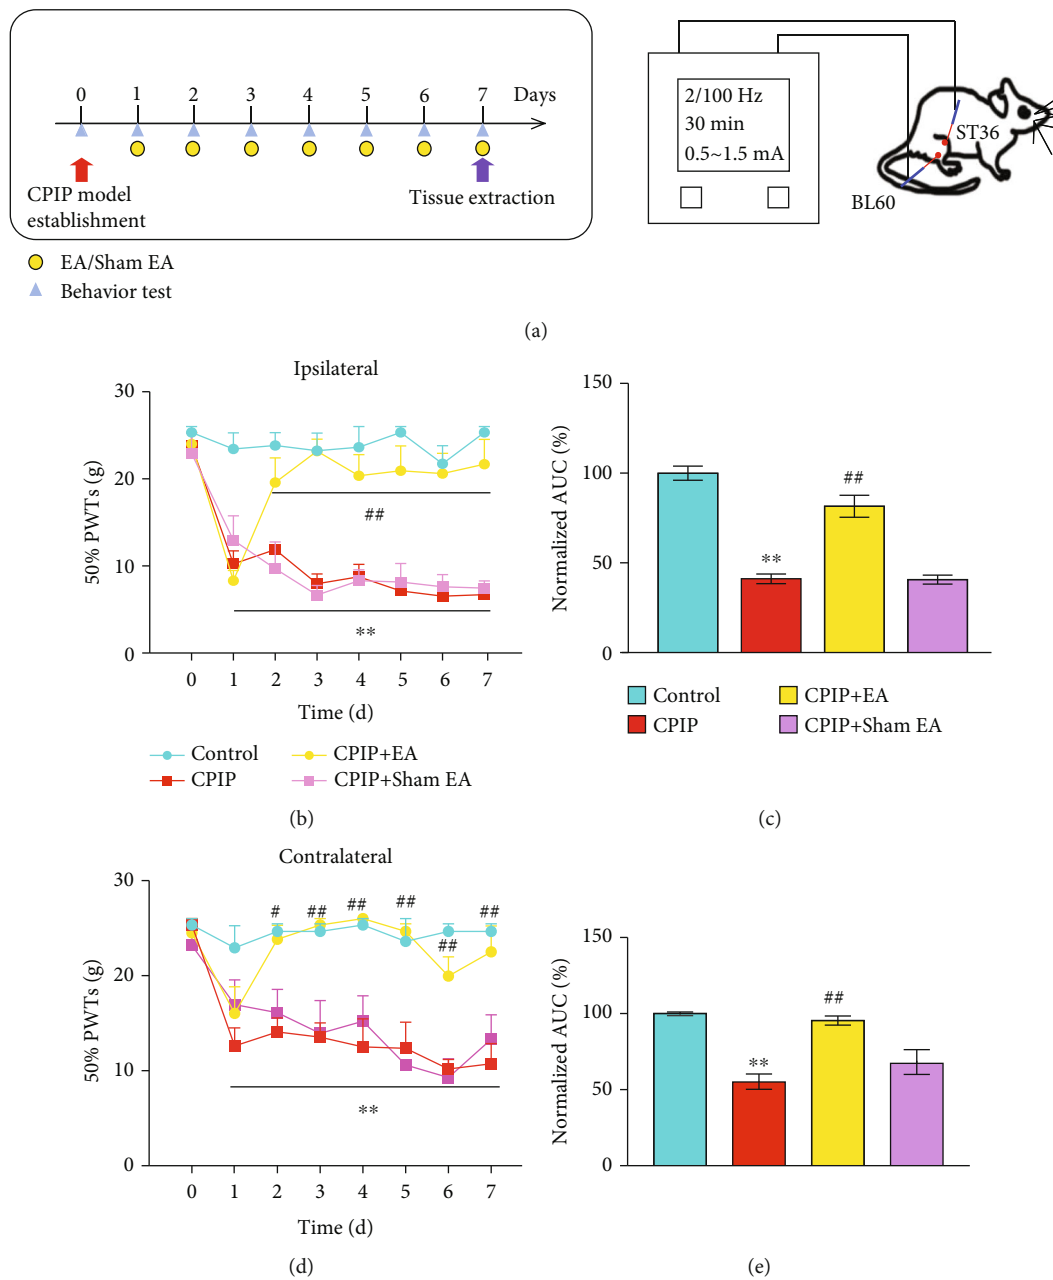 0 1 2 3 4 5 6 7 Days
CPIP model
establishment
Tissue extraction
EA/Sham EA
Behavior test
2/100 Hz
30 min
0.5~1.5 mA
ST36
BL60
(a)
Ipsilateral
50% PWTs (g)
30
20
10
0
##
**
0 1 2 3 4 5 6 7
Time (d)
Control
CPIP+EA
CPIP
CPIP+Sham EA
(b)
Normalized AUC (%)
150
100
50
0
**
##
Control
CPIP+EA
CPIP
CPIP+Sham EA
(c)
Contralateral
50% PWTs (g)
30
20
10
0
# ## ## ## ## ##
**
0 1 2 3 4 5 6 7
Time (d)
(d)
Normalized AUC (%)
150
100
50
0
**
##
(e)